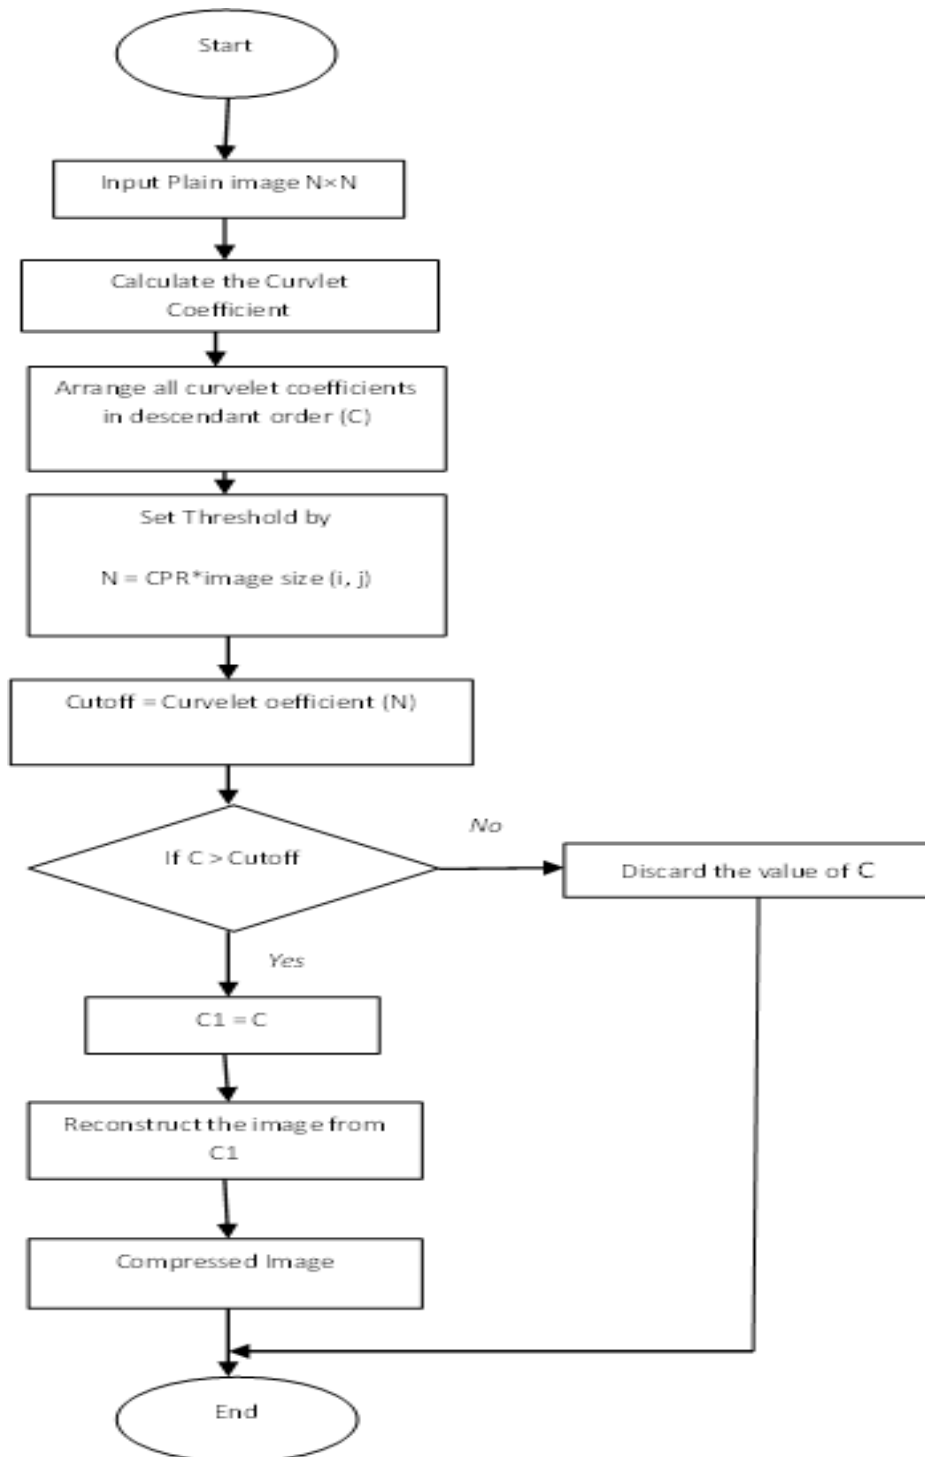 Start
Input Plain image N×N
Calculate the Curvlet
Coefficient
Arrange all curvelet coefficients
in descendant order (C)
Set Threshold by
N = CPR*image size (i, j)
Cutoff = Curvelet oefficient (N)
If C > Cutoff
No
Discard the value of C
Yes
C1 = C
Reconstruct the image from
C1
Compressed Image
End